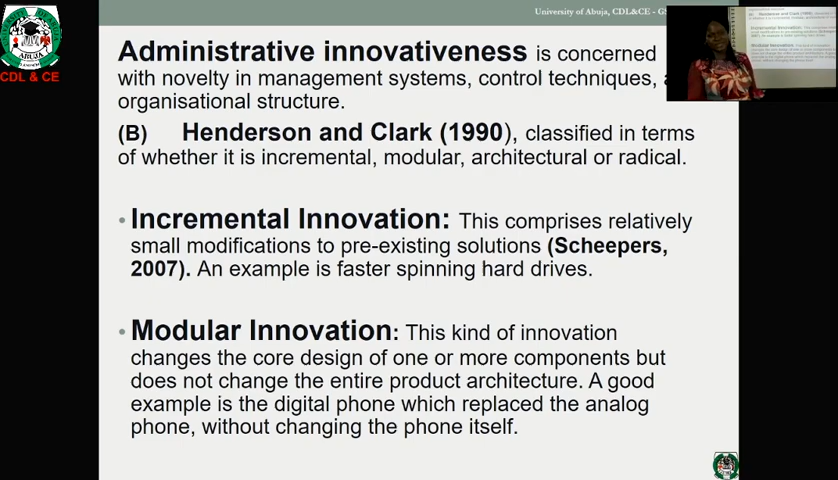 University of Abuja, CDL&CE - GS
CDL & CE
Administrative innovativeness is concerned
with novelty in management systems, control techniques,
organisational structure.
(B) Henderson and Clark (1990), classified in terms
of whether it is incremental, modular, architectural or radical.
• Incremental Innovation: This comprises relatively
small modifications to pre-existing solutions (Scheepers,
2007). An example is faster spinning hard drives.
• Modular Innovation: This kind of innovation
changes the core design of one or more components but
does not change the entire product architecture. A good
example is the digital phone which replaced the analog
phone, without changing the phone itself.